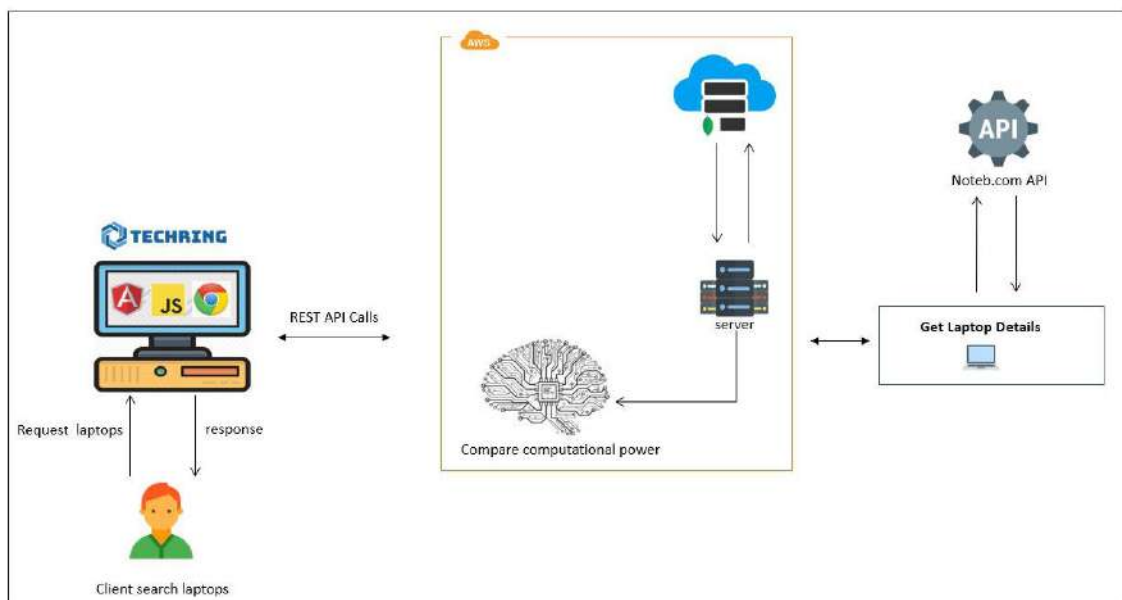 AWS
API
Noteb.com API
TECHRING
JS
REST API Calls
server
Get Laptop Details
Request laptops
response
Compare computational power
Client search laptops